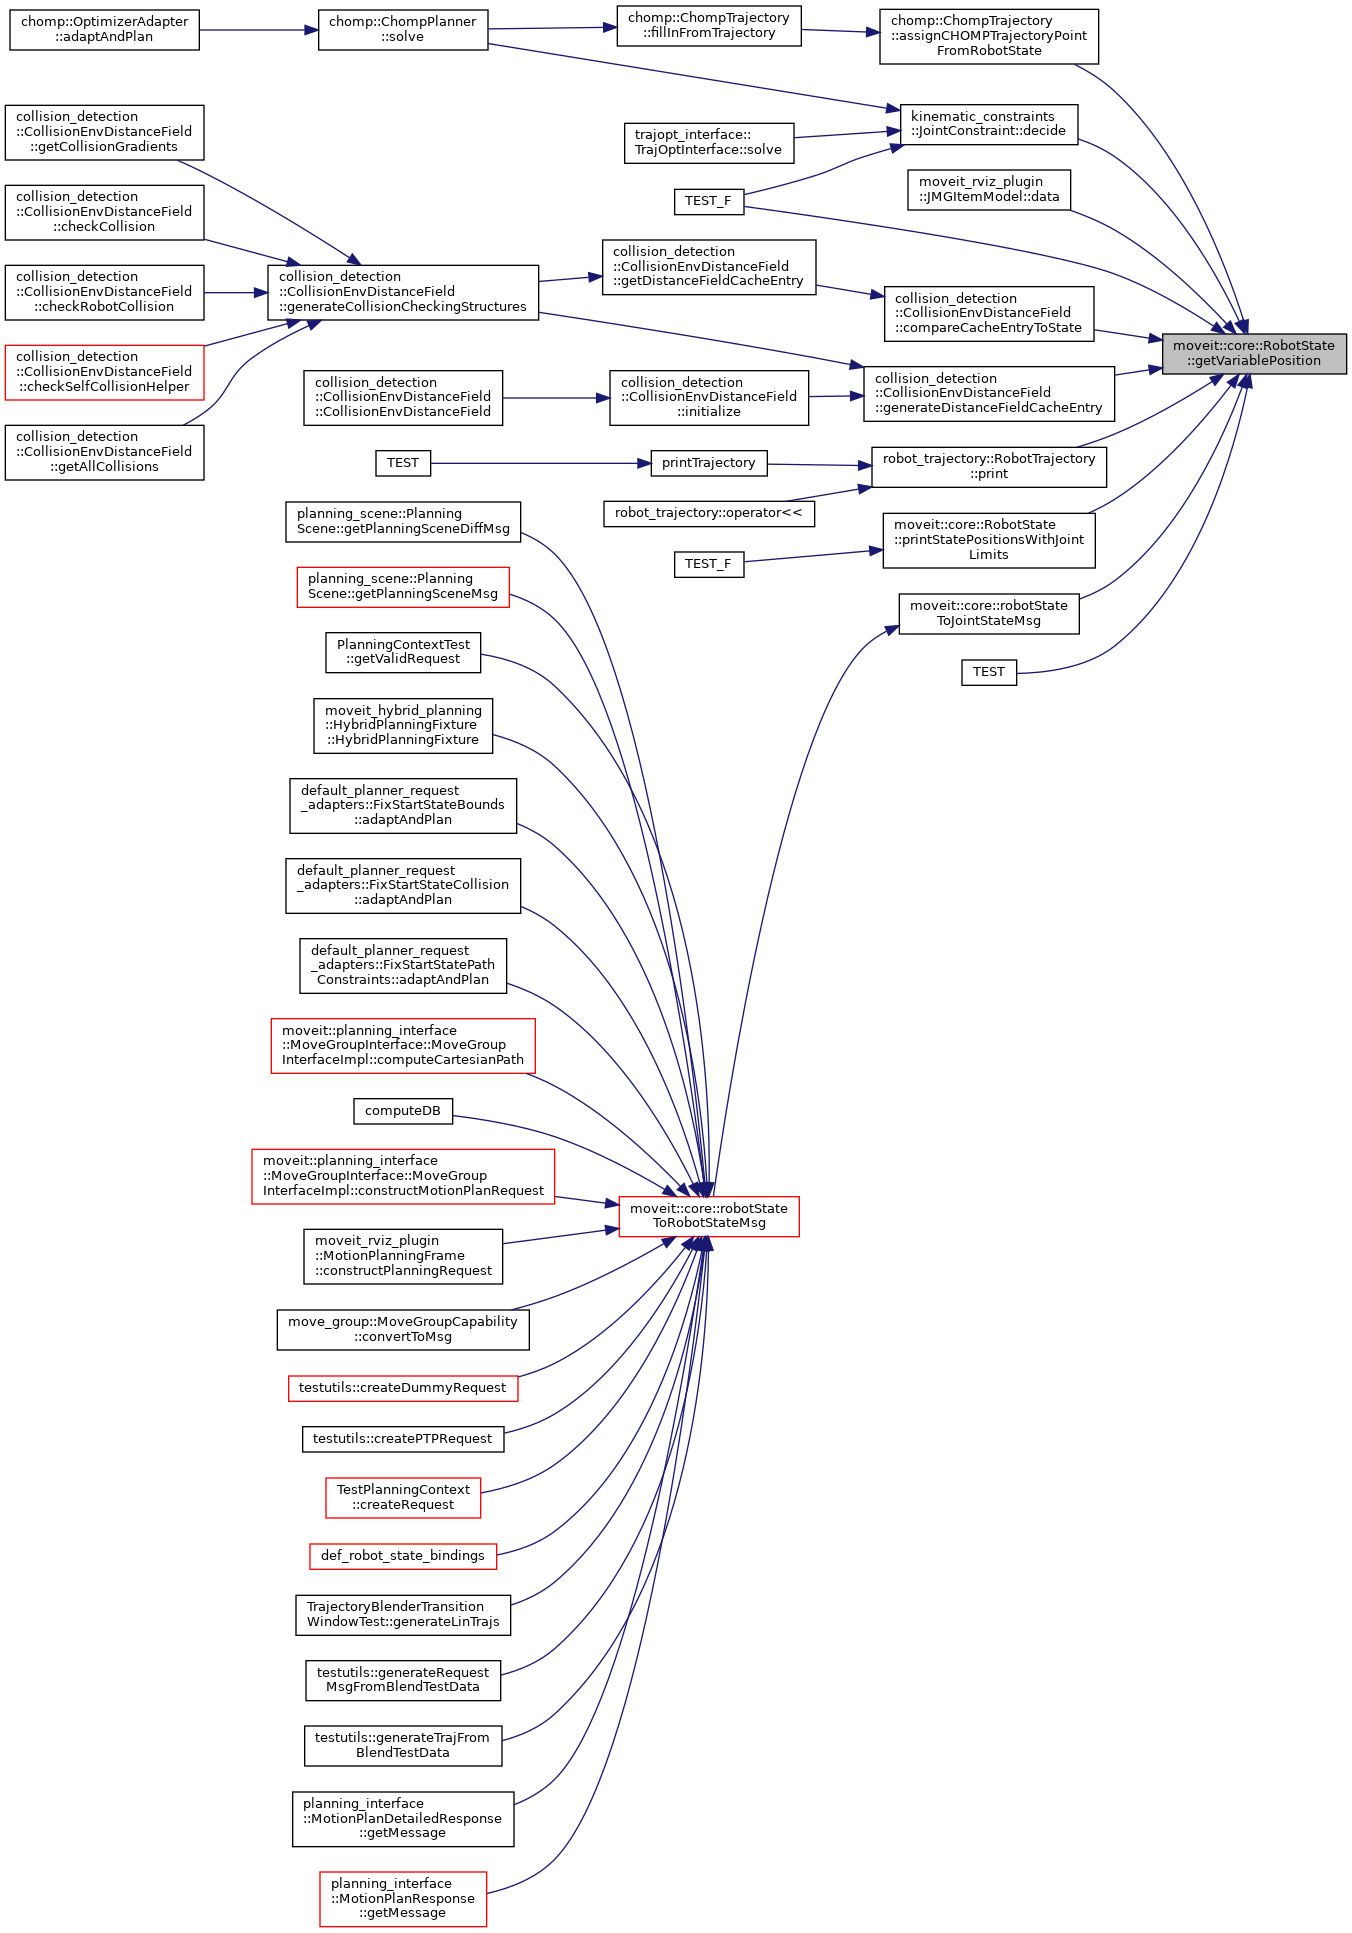 chomp::OptimizerAdapter
::adaptAndPlan
chomp::ChompPlanner
::solve
chomp::ChompTrajectory
::fillInFromTrajectory
chomp::ChompTrajectory
::assignCHOMPTrajectoryPoint
FromRobotState
collision_detection
::CollisionEnvDistanceField
::getCollisionGradients
kinematic_constraints
::JointConstraint::decide
trajopt_interface::
TrajOptInterface::solve
moveit_rviz_plugin
::JMGItemModel::data
TEST_F
collision_detection
::CollisionEnvDistanceField
::checkCollision
collision_detection
::CollisionEnvDistanceField
::checkRobotCollision
collision_detection
::CollisionEnvDistanceField
::generateCollisionCheckingStructures
collision_detection
::CollisionEnvDistanceField
::getDistanceFieldCacheEntry
collision_detection
::CollisionEnvDistanceField
::compareCacheEntryToState
moveit::core::RobotState
::getVariablePosition
collision_detection
::CollisionEnvDistanceField
::checkSelfCollisionHelper
collision_detection
::CollisionEnvDistanceField
::CollisionEnvDistanceField
collision_detection
::CollisionEnvDistanceField
::initialize
collision_detection
::CollisionEnvDistanceField
::generateDistanceFieldCacheEntry
collision_detection
::CollisionEnvDistanceField
::getAllCollisions
TEST
printTrajectory
robot_trajectory::RobotTrajectory
::print
robot_trajectory::operator<<
planning_scene::Planning
Scene::getPlanningSceneDiffMsg
moveit::core::RobotState
::printStatePositionsWithJoint
Limits
TEST_F
planning_scene::Planning
Scene::getPlanningSceneMsg
moveit::core::robotState
ToJointStateMsg
PlanningContextTest
::getValidRequest
TEST
moveit_hybrid_planning
::HybridPlanningFixture
::HybridPlanningFixture
default_planner_request
_adapters::FixStartStateBounds
::adaptAndPlan
default_planner_request
_adapters::FixStartStateCollision
::adaptAndPlan
default_planner_request
_adapters::FixStartStatePath
Constraints::adaptAndPlan
moveit::planning_interface
::MoveGroupInterface::MoveGroup
InterfaceImpl::computeCartesianPath
computeDB
moveit::planning_interface
::MoveGroupInterface::MoveGroup
InterfaceImpl::constructMotionPlanRequest
moveit::core::robotState
ToRobotStateMsg
moveit_rviz_plugin
::MotionPlanningFrame
::constructPlanningRequest
move_group::MoveGroupCapability
::convertToMsg
testutils::createDummyRequest
testutils::createPTPRequest
TestPlanningContext
::createRequest
def_robot_state_bindings
TrajectoryBlenderTransition
WindowTest::generateLinTrajs
testutils::generateRequest
MsgFromBlendTestData
testutils::generateTrajFrom
BlendTestData
planning_interface
::MotionPlanDetailedResponse
::getMessage
planning_interface
::MotionPlanResponse
::getMessage